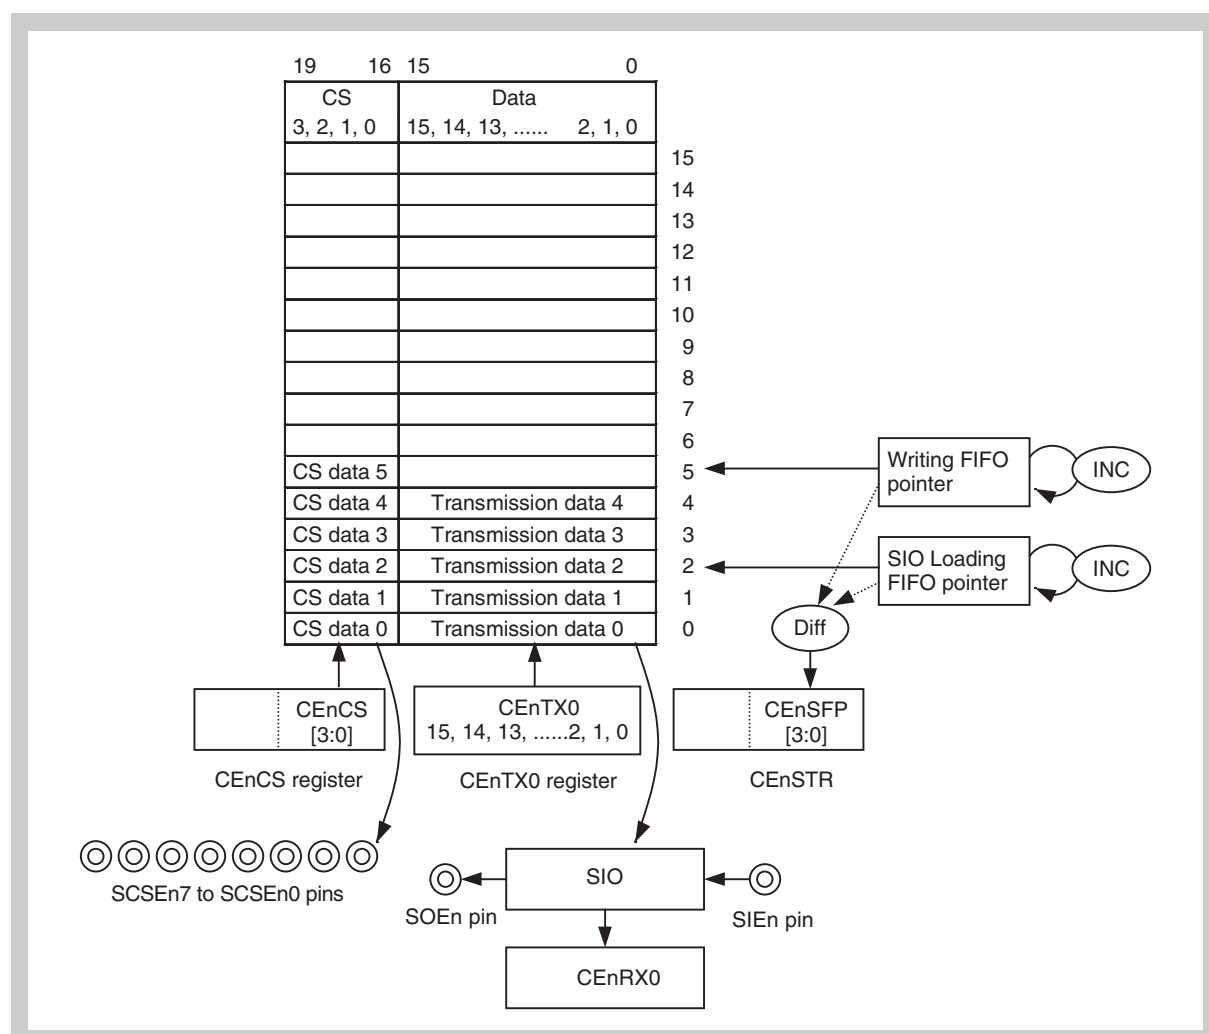 19 16 15 0
CS Data
3, 2, 1, 0 15, 14, 13, ...... 2, 1, 0
15
14
13
12
11
10
9
8
7
6
CS data 5 5
CS data 4 Transmission data 4 4
CS data 3 Transmission data 3 3
CS data 2 Transmission data 2 2
CS data 1 Transmission data 1 1
CS data 0 Transmission data 0 0
Writing FIFO
pointer
INC
SIO Loading
FIFO pointer
INC
Diff
CEnCS
[3:0]
CEnCS register
CEnTX0
15, 14, 13, ......2, 1, 0
CEnTX0 register
CEnSFP
[3:0]
CEnSTR
SCSEn7 to SCSEn0 pins
SOEn pin
SIO
SIEn pin
CEnRX0